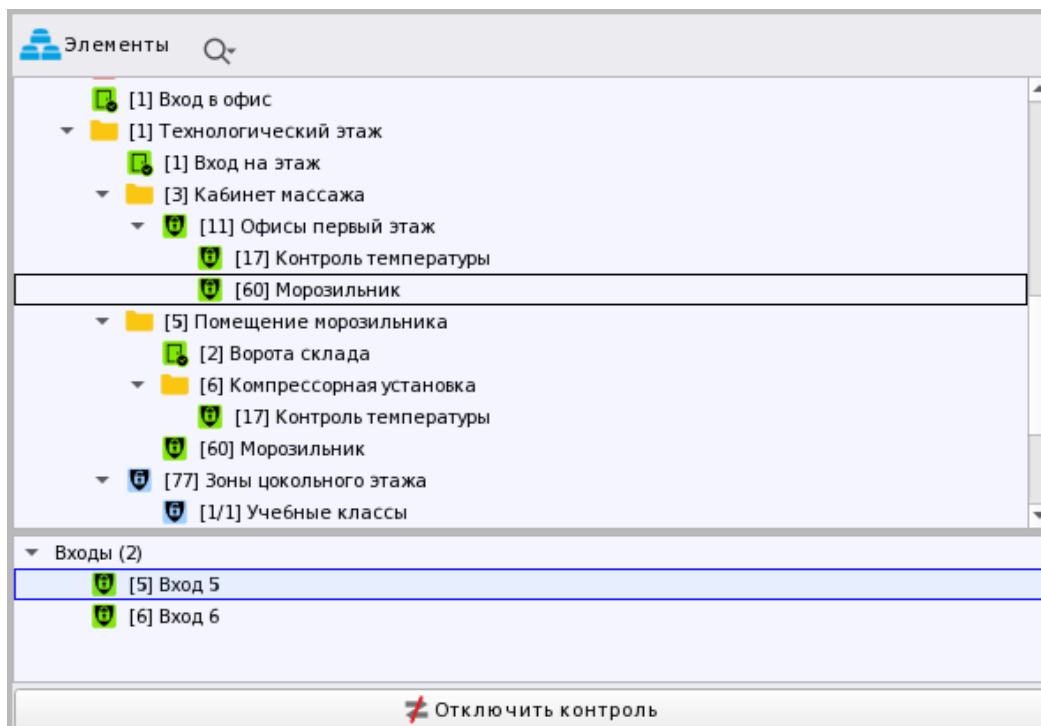 Элементы
[1] Вход в офис
[1] Технологический этаж
[1] Вход на этаж
[3] Кабинет массажа
[11] Офисы первый этаж
[17] Контроль температуры
[60] Морозильник
[5] Помещение морозильника
[2] Ворота склада
[6] Компрессорная установка
[17] Контроль температуры
[60] Морозильник
[77] Зоны цокольного этажа
[1/1] Учебные классы
Входы (2)
[5] Вход 5
[6] Вход 6
Отключить контроль